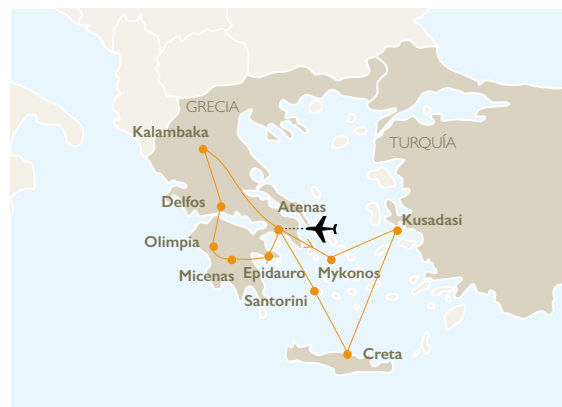 GRECIA
Kalambaka
TURQUÍA
Delfos
Atenas
Kusadasi
Olimpia
Micenas
Epidauro
Mykonos
Santorini
Creta